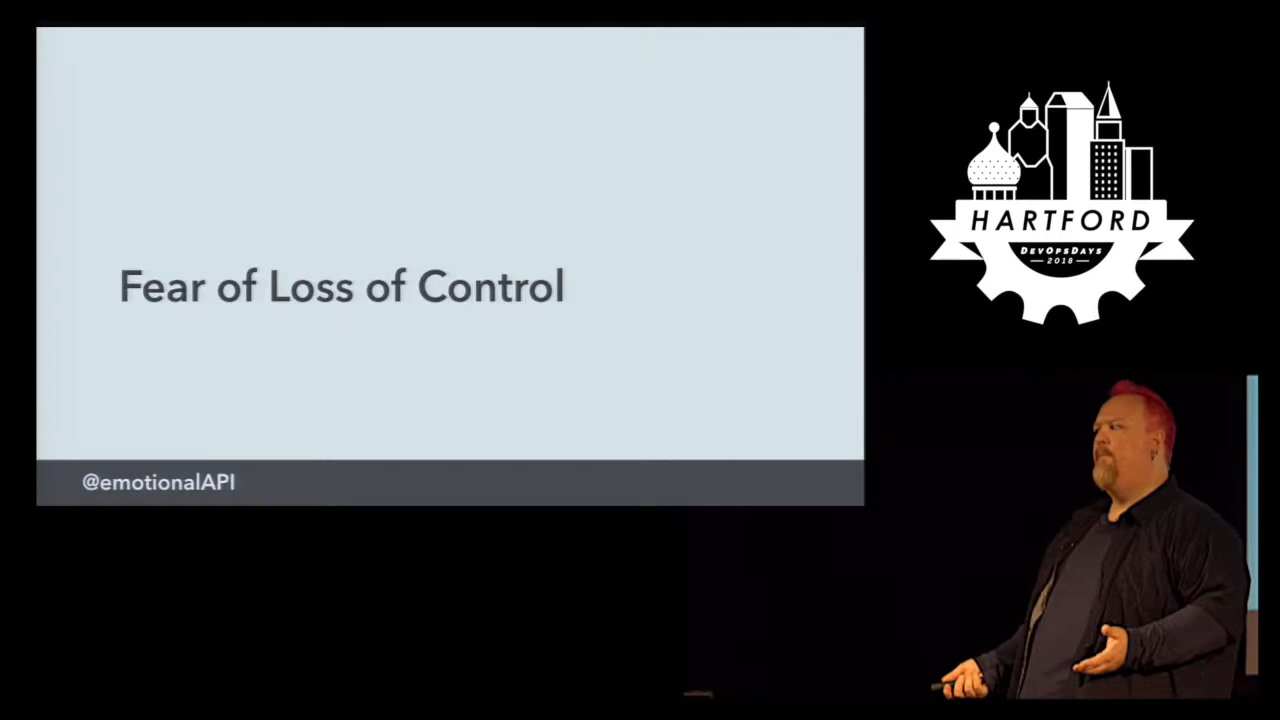 Fear of Loss of Control
@emotionalAPI
HARTFORD
DEVOPSDAYS
2018